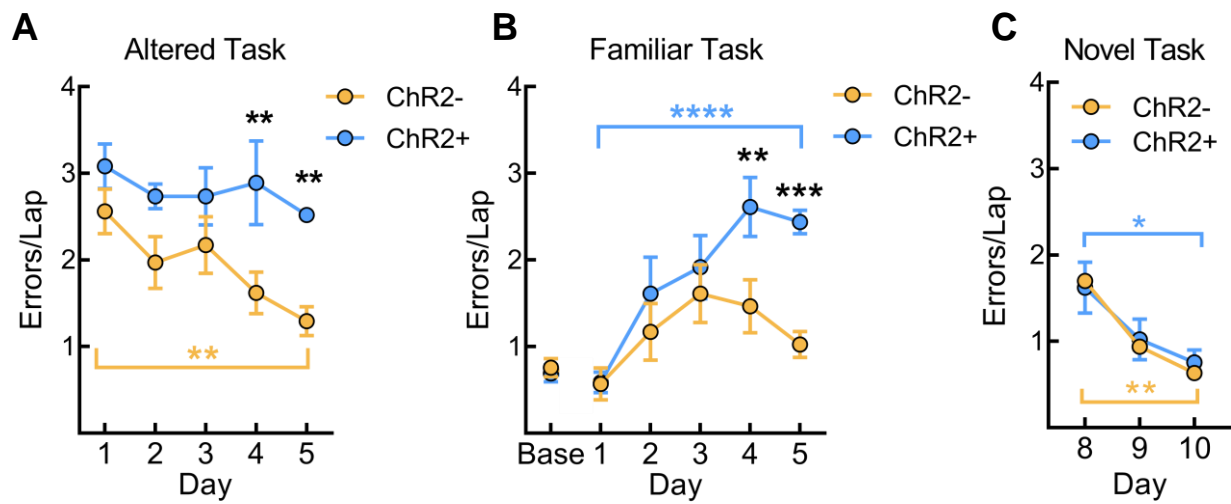 A
Altered Task
4
3
2
1
Errors/Lap
ChR2-
ChR2+
**
**
**
1 2 3 4 5
Day
B
Familiar Task
4
3
2
1
Errors/Lap
ChR2-
ChR2+
****
**
***
Base 1 2 3 4 5
Day
C
Novel Task
4
3
2
1
Errors/Lap
ChR2-
ChR2+
*
**
8 9 10
Day